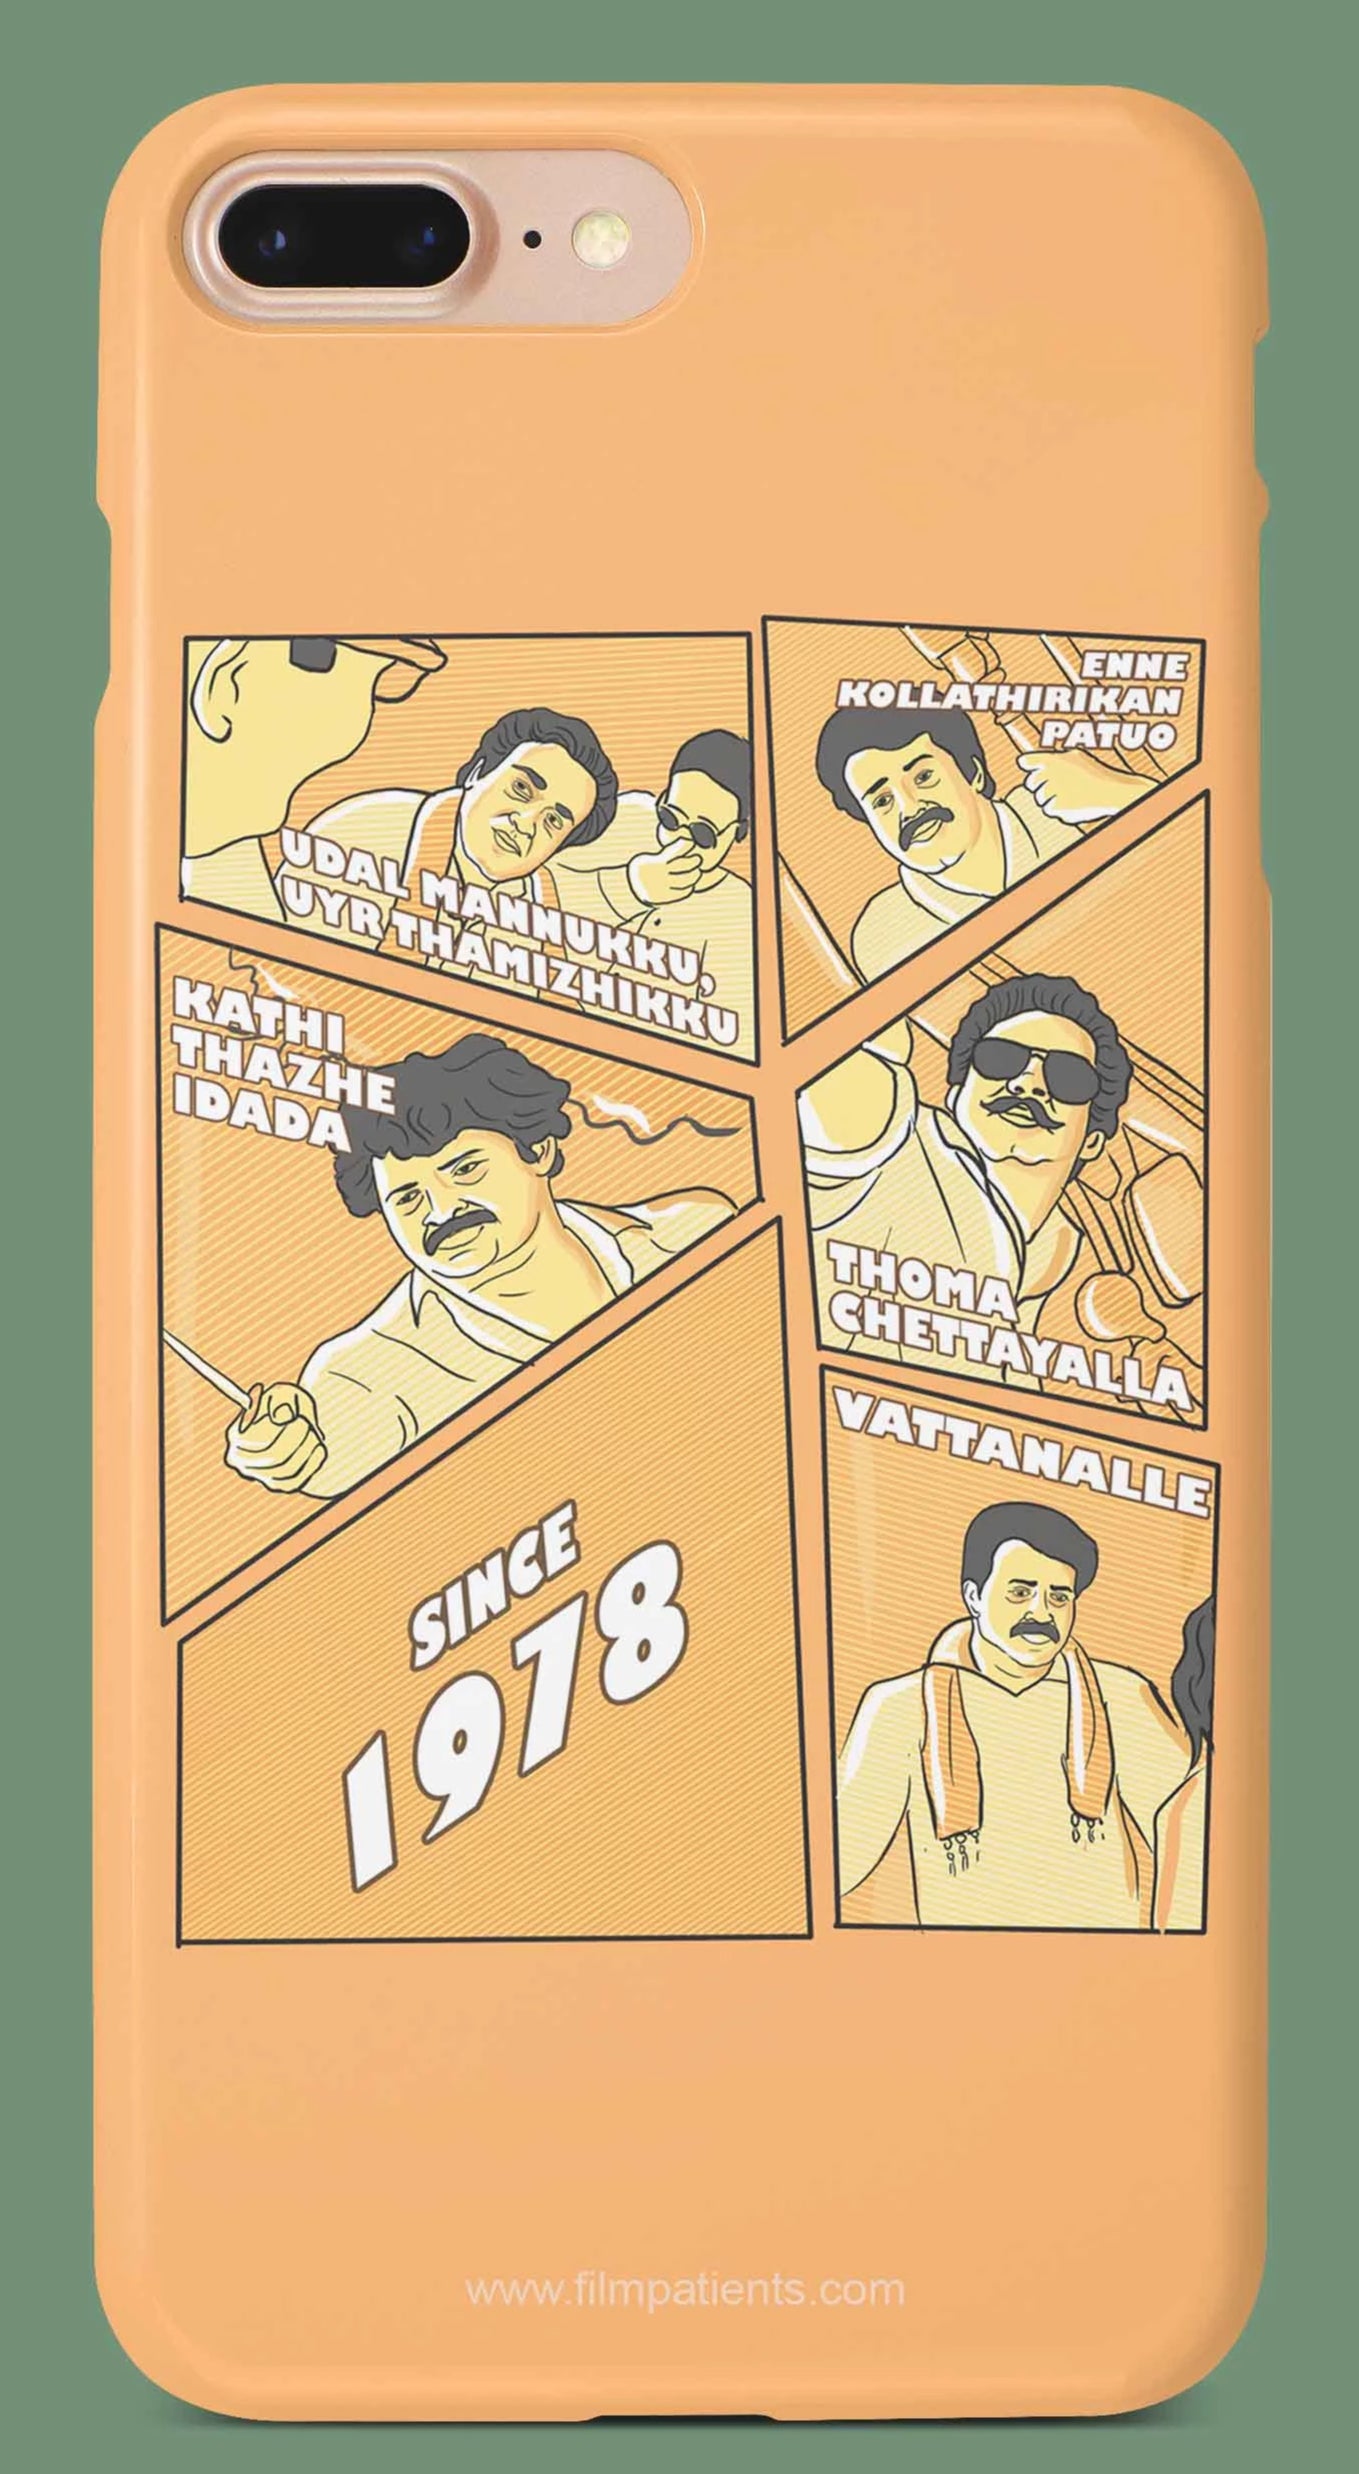 UDAL MANNUKKU,
UYR THAMIZHIKKU
ENNE
KOLLATHIRIKAN
PATUO
KATHI
THAZHE
IDADA
THOMA
CHETTAYALLA
SINCE
1978
VATTANALLE
www.filmpatients.com